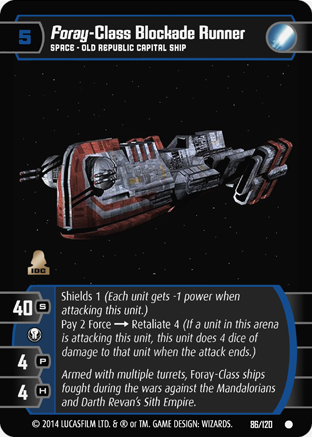 5
Foray-Class Blockade Runner
SPACE • OLD REPUBLIC CAPITAL SHIP
IDC
40 S
Shields 1 (Each unit gets -1 power when
attacking this unit.)
Pay 2 Force → Retaliate 4 (If a unit in this arena
is attacking this unit, this unit does 4 dice of
4 P
damage to that unit when the attack ends.)
4 H
Armed with multiple turrets, Foray-Class ships
fought during the wars against the Mandalorians
and Darth Revan's Sith Empire.
© 2014 LUCASFILM LTD. & ® or TM. GAME DESIGN: WIZARDS.
86/120